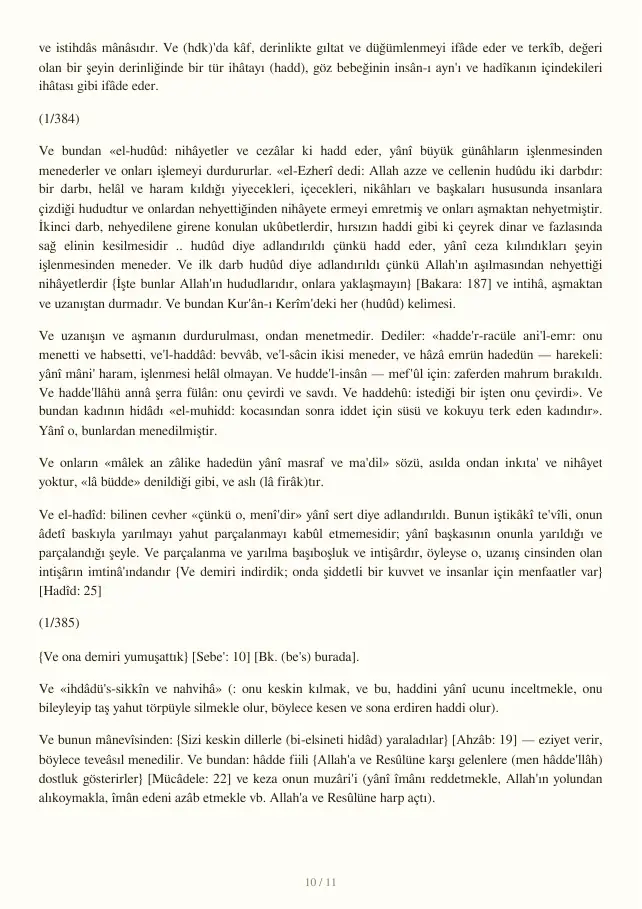 ve istihdâs mânâsıdır. Ve (hdk)'da kâf, derinlikte gıltat ve düğümlenmeyi ifâde eder ve terkîb, değeri
olan bir şeyin derinliğinde bir tür ihâtayı (hadd), göz bebeğinin insân-ı ayn'ı ve hadîkanın içindekileri
ihâtası gibi ifâde eder.
(1/384)
Ve bundan «el-hudûd: nihâyetler ve cezâlar ki hadd eder, yânî büyük günâhların işlenmesinden
menederler ve onları işlemeyi durdururlar. «el-Ezherî dedi: Allah azze ve cellenin hudûdu iki darbdır:
bir darbı, helâl ve haram kıldığı yiyecekleri, içecekleri, nikâhları ve başkaları hususunda insanlara
çizdiği hududtur ve onlardan nehyettiğinden nihâyete ermeyi emretmiş ve onları aşmaktan nehyetmiştir.
İkinci darb, nehyedilene girene konulan ukûbetlerdir, hırsızın haddi gibi ki çeyrek dinar ve fazlasında
sağ elinin kesilmesidir .. hudûd diye adlandırıldı çünkü hadd eder, yânî ceza kılındıkları şeyin
işlenmesinden meneder. Ve ilk darb hudûd diye adlandırıldı çünkü Allah'ın aşılmasından nehyettiği
nihâyetlerdir {İşte bunlar Allah'ın hududlarıdır, onlara yaklaşmayın} [Bakara: 187] ve intihâ, aşmaktan
ve uzanıştan durmadır. Ve bundan Kur'ân-ı Kerîm'deki her (hudûd) kelimesi.
Ve uzanışın ve aşmanın durdurulması, ondan menetmedir. Dediler: «hadde'r-racüle ani'l-emr: onu
menetti ve habsetti, ve'l-haddâd: bevvâb, ve's-sâcin ikisi meneder, ve hâzâ emrün hadedün — harekeli:
yânî mâni' haram, işlenmesi helâl olmayan. Ve hudde'l-insân — mef'ûl için: zaferden mahrum bırakıldı.
Ve hadde'llâhü annâ şerra fülân: onu çevirdi ve savdı. Ve haddehû: istediği bir işten onu çevirdi». Ve
bundan kadının hidâdı «el-muhidd: kocasından sonra iddet için süsü ve kokuyu terk eden kadındır».
Yânî o, bunlardan menedilmiştir.
Ve onların «mâlek an zâlike hadedün yânî masraf ve ma'dil» sözü, asılda ondan inkıta' ve nihâyet
yoktur, «lâ büdde» denildiği gibi, ve aslı (lâ firâk)tır.
Ve el-hadîd: bilinen cevher «çünkü o, menî'dir» yânî sert diye adlandırıldı. Bunun iştikâkî te'vîli, onun
âdetî baskıyla yarılmayı yahut parçalanmayı kabûl etmemesidir; yânî başkasının onunla yarıldığı ve
parçalandığı şeyle. Ve parçalanma ve yarılma başıboşluk ve intişârdır, öyleyse o, uzanış cinsinden olan
intişârın imtinâ'ındandır {Ve demiri indirdik; onda şiddetli bir kuvvet ve insanlar için menfaatler var}
[Hadîd: 25]
(1/385)
{Ve ona demiri yumuşattık} [Sebe': 10] [Bk. (be's) burada].
Ve «ihdâdü's-sikkîn ve nahvihâ» (: onu keskin kılmak, ve bu, haddini yânî ucunu inceltmekle, onu
bileyleyip taş yahut törpüyle silmekle olur, böylece kesen ve sona erdiren haddi olur).
Ve bunun mânevîsinden: {Sizi keskin dillerle (bi-elsineti hidâd) yaraladılar} [Ahzâb: 19] — eziyet verir,
böylece teveâsıl menedilir. Ve bundan: hâdde fiili {Allah'a ve Resûlüne karşı gelenlere (men hâdde'llâh)
dostluk gösterirler} [Mücâdele: 22] ve keza onun muzâri'i (yânî îmânı reddetmekle, Allah'ın yolundan
alıkoymakla, îmân edeni azâb etmekle vb. Allah'a ve Resûlüne harp açtı).
10 / 11